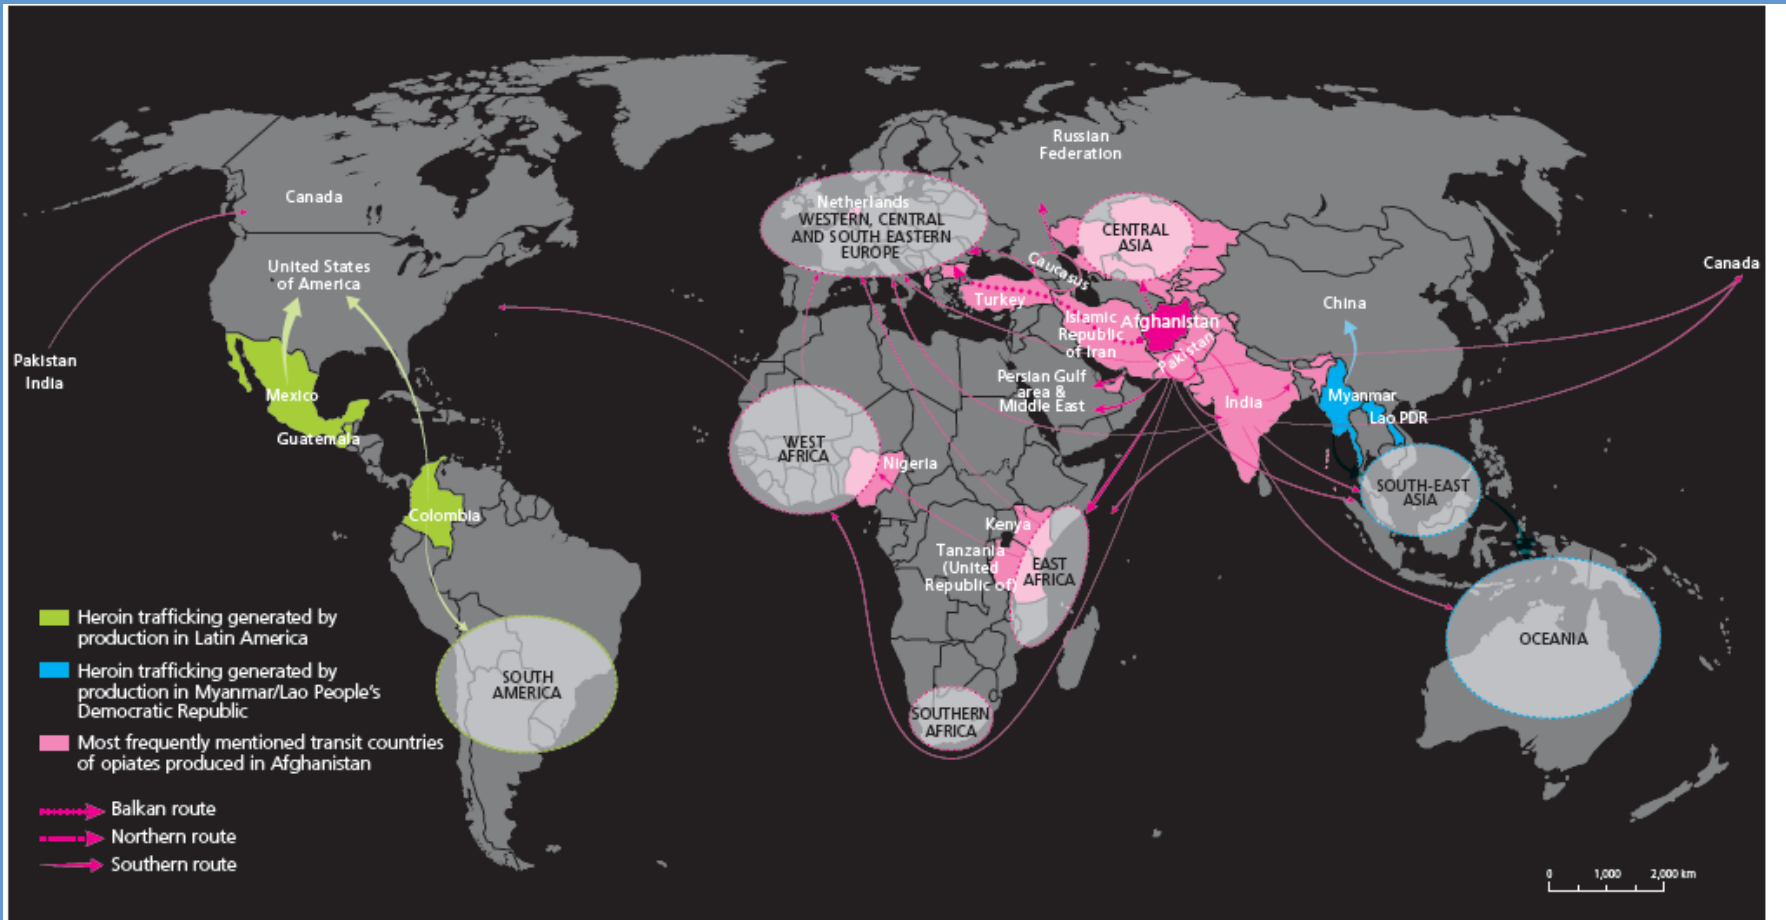 Russian
Federation
Canada
Netherlands
WESTERN, CENTRAL
AND SOUTH EASTERN
EUROPE
CENTRAL
ASIA
United States
of America
Caucasus
Canada
Turkey
China
Islamic
Republic
of Iran
Afghanistan
Pakistan
Pakistan
India
Persian Gulf
area &
Middle East
Mexico
India
Myanmar
Lao PDR
Guatemala
WEST
AFRICA
Nigeria
SOUTH-EAST
ASIA
Colombia
Kenya
Tanzania
(United
Republic of)
EAST
AFRICA
OCEANIA
SOUTH
AMERICA
SOUTHERN
AFRICA
Heroin trafficking generated by
production in Latin America
Heroin trafficking generated by
production in Myanmar/Lao People's
Democratic Republic
Most frequently mentioned transit countries
of opiates produced in Afghanistan
Balkan route
Northern route
Southern route
0 1,000 2,000 km